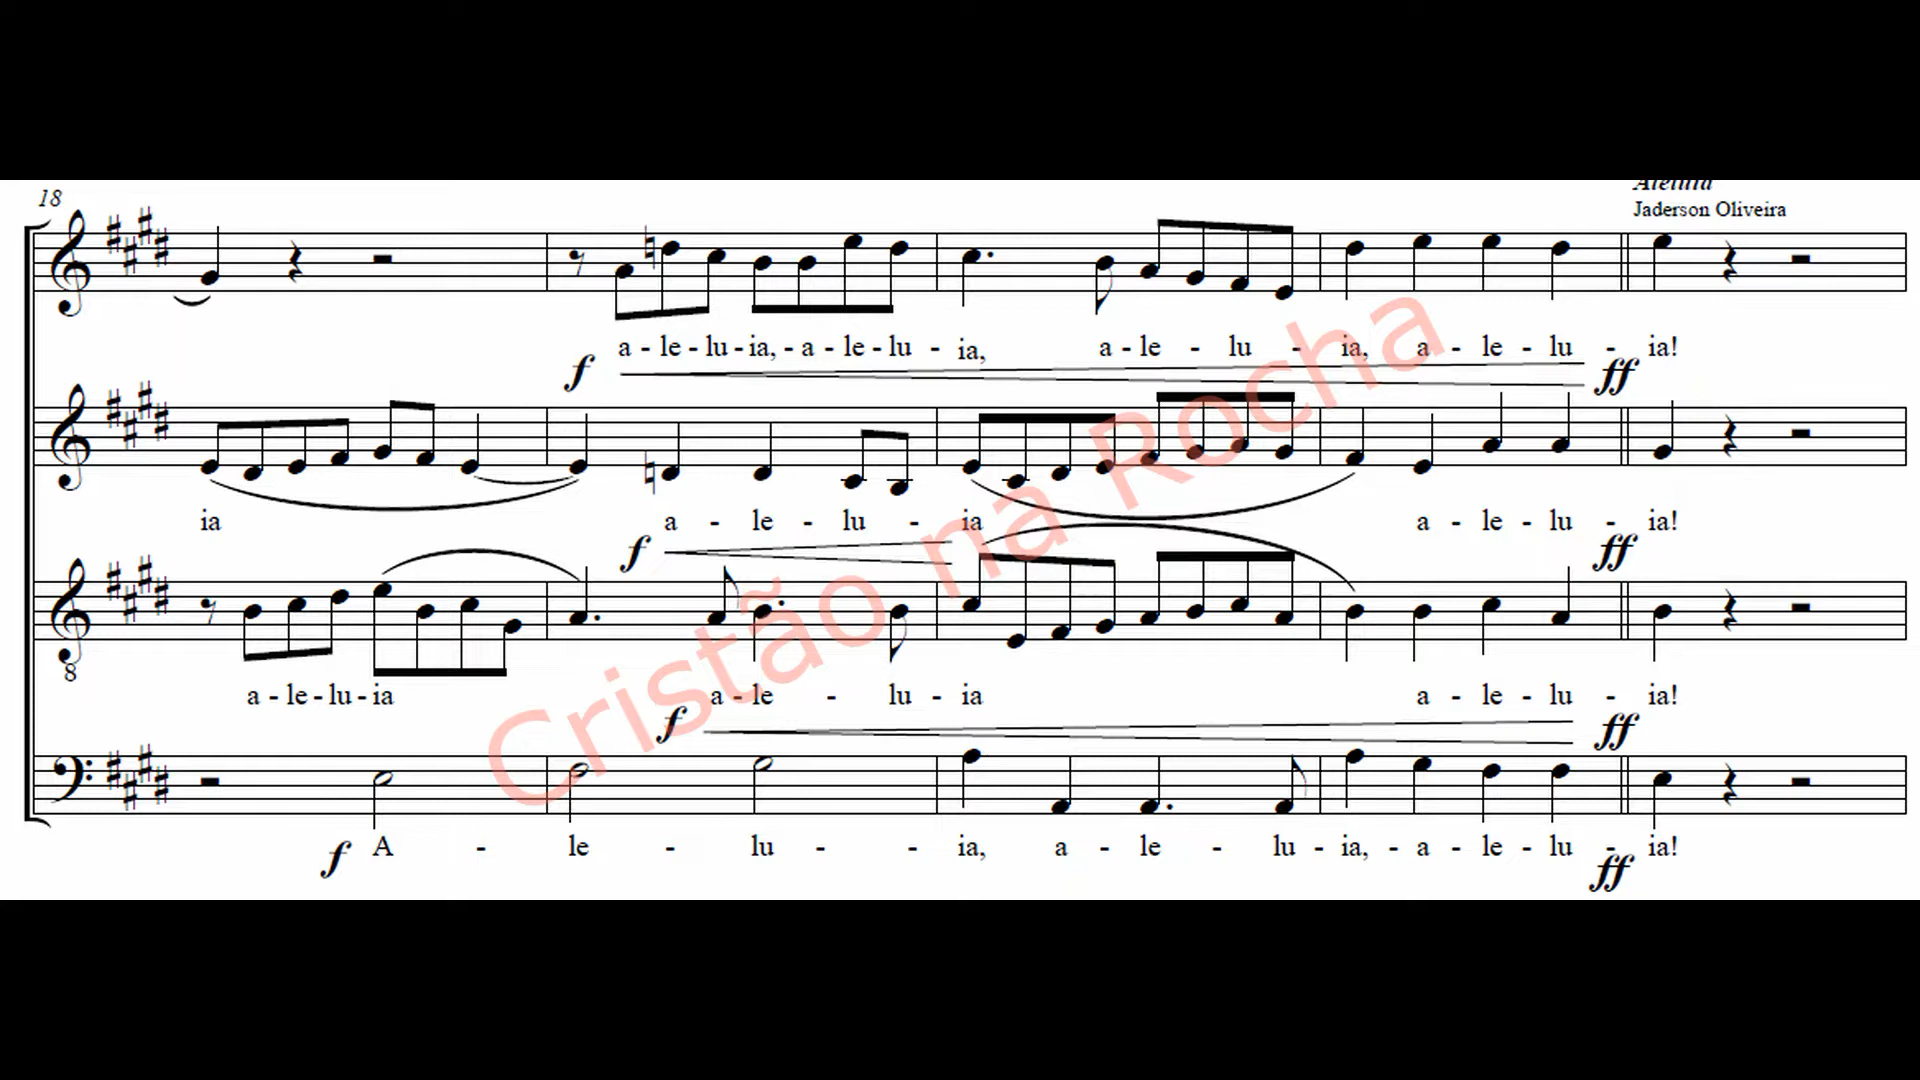 18
Aleluia
Jaderson Oliveira
a - le - lu - ia, - a - le - lu - ia, a - le - lu - ia, a - le - lu - ia!
f ff
ia a - le - lu - ia a - le - lu - ia!
f ff
8
a - le - lu - ia a - le - lu - ia a - le - lu - ia!
f ff
f A - le - lu - - ia, a - le - lu - ia, - a - le - lu - ia!
ff
Cristão na Rocha